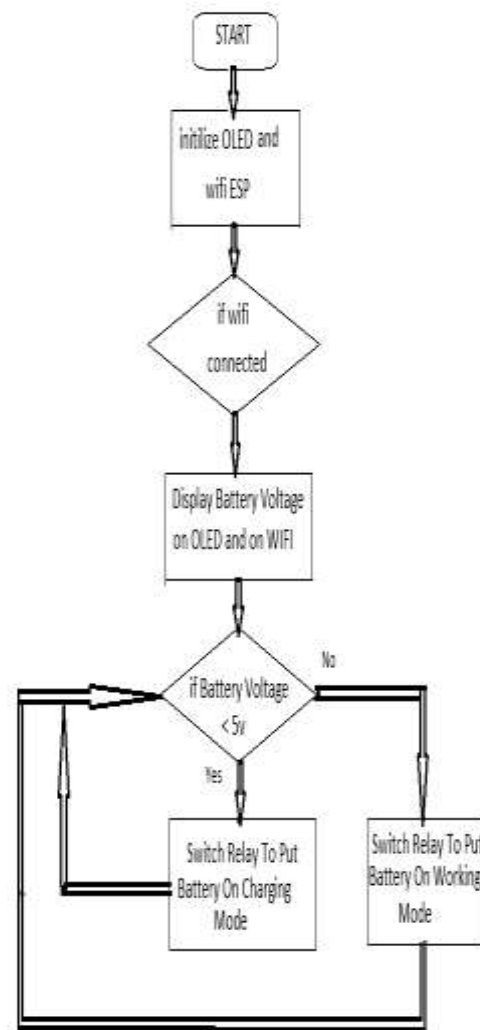 START
initilize OLED and
wifi ESP
if wifi
connected
Display Battery Voltage
on OLED and on WIFI
if Battery Voltage
< 5v
No
Yes
Switch Relay To Put
Battery On Charging
Mode
Switch Relay To Put
Battery On Working
Mode